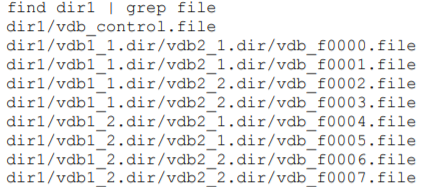 find dir1 | grep file
dir1/vdb_control.file
dir1/vdb1_1.dir/vdb2_1.dir/vdb_f0000.file
dir1/vdb1_1.dir/vdb2_1.dir/vdb_f0001.file
dir1/vdb1_1.dir/vdb2_2.dir/vdb_f0002.file
dir1/vdb1_1.dir/vdb2_2.dir/vdb_f0003.file
dir1/vdb1_2.dir/vdb2_1.dir/vdb_f0004.file
dir1/vdb1_2.dir/vdb2_1.dir/vdb_f0005.file
dir1/vdb1_2.dir/vdb2_2.dir/vdb_f0006.file
dir1/vdb1_2.dir/vdb2_2.dir/vdb_f0007.file